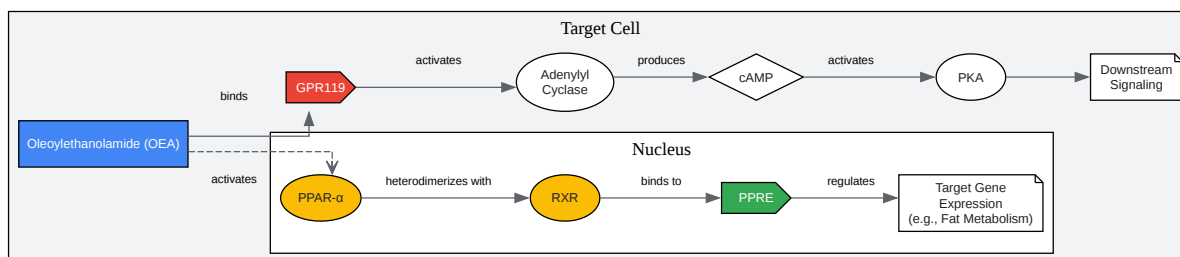 Target Cell
activates
produces
activates
Adenylyl
Cyclase
cAMP
PKA
Downstream
Signaling
GPR119
binds
Oleoylethanolamide (OEA)
activates
Nucleus
heterodimerizes with
binds to
regulates
PPAR-α
RXR
PPRE
Target Gene
Expression
(e.g., Fat Metabolism)